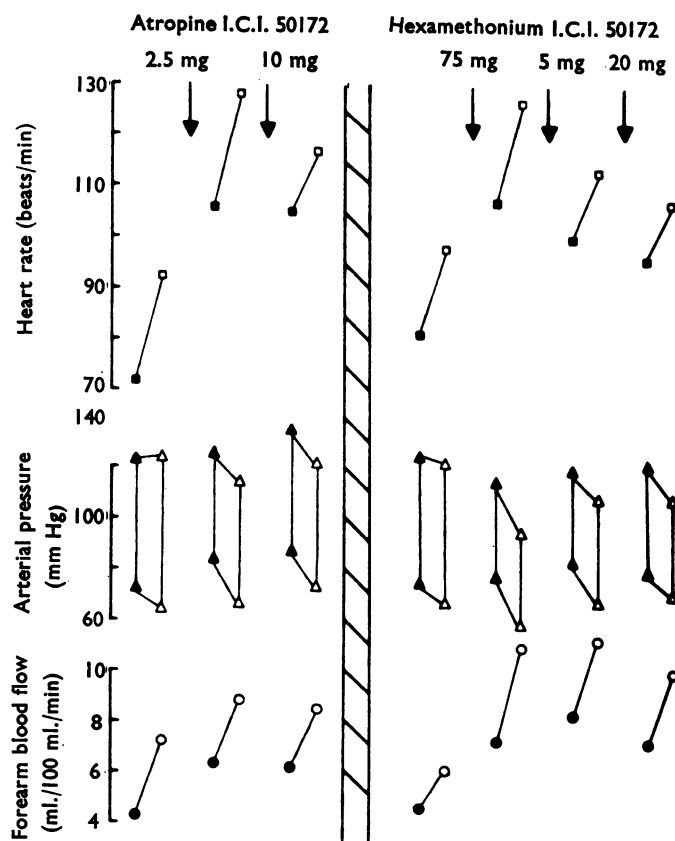 Atropine I.C.I. 50172
2.5 mg 10 mg
Hexamethonium I.C.I. 50172
75 mg 5 mg 20 mg
Heart rate (beats/min)
130
110
90
70
Arterial pressure
(mm Hg)
140
100
60
Forearm blood flow
(ml./100 ml./min)
10
8
6
4